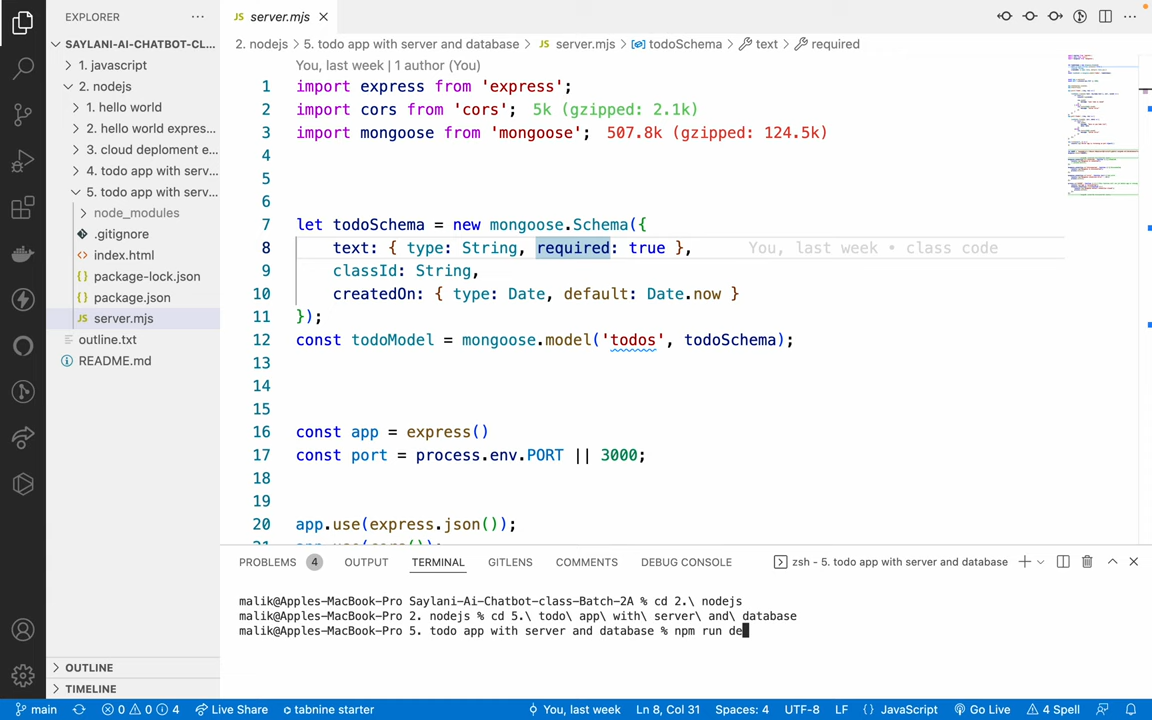 EXPLORER
server.mjs
SAYLANI-AI-CHATBOT-CL...
1. javascript
2. nodejs
1. hello world
2. hello world expres...
3. cloud deploment e...
4. todo app with serv...
5. todo app with serv...
node_modules
.gitignore
index.html
package-lock.json
package.json
JS server.mjs
outline.txt
README.md
OUTLINE
TIMELINE
JS server.mjs
2. nodejs > 5. todo app with server and database > JS server.mjs > todoSchema > text > required
You, last week | 1 author (You)
1 import express from 'express';
2 import cors from 'cors'; 5k (gzipped: 2.1k)
3 import mongoose from 'mongoose'; 507.8k (gzipped: 124.5k)
4
5
6
7 let todoSchema = new mongoose.Schema({
8 text: { type: String, required: true }, You, last week • class code
9 classId: String,
10 createdOn: { type: Date, default: Date.now }
11 });
12 const todoModel = mongoose.model('todos', todoSchema);
13
14
15
16 const app = express()
17 const port = process.env.PORT || 3000;
18
19
20 app.use(express.json());
PROBLEMS 4 OUTPUT TERMINAL GITLENS COMMENTS DEBUG CONSOLE zsh - 5. todo app with server and database
malik@Apples-MacBook-Pro Saylani-Ai-Chatbot-class-Batch-2A % cd 2.\ nodejs
malik@Apples-MacBook-Pro 2. nodejs % cd 5.\ todo\ app\ with\ server\ and\ database
malik@Apples-MacBook-Pro 5. todo app with server and database % npm run de
main 0 0 4 Live Share tabnine starter You, last week Ln 8, Col 31 Spaces: 4 UTF-8 LF {} JavaScript Go Live 4 Spell